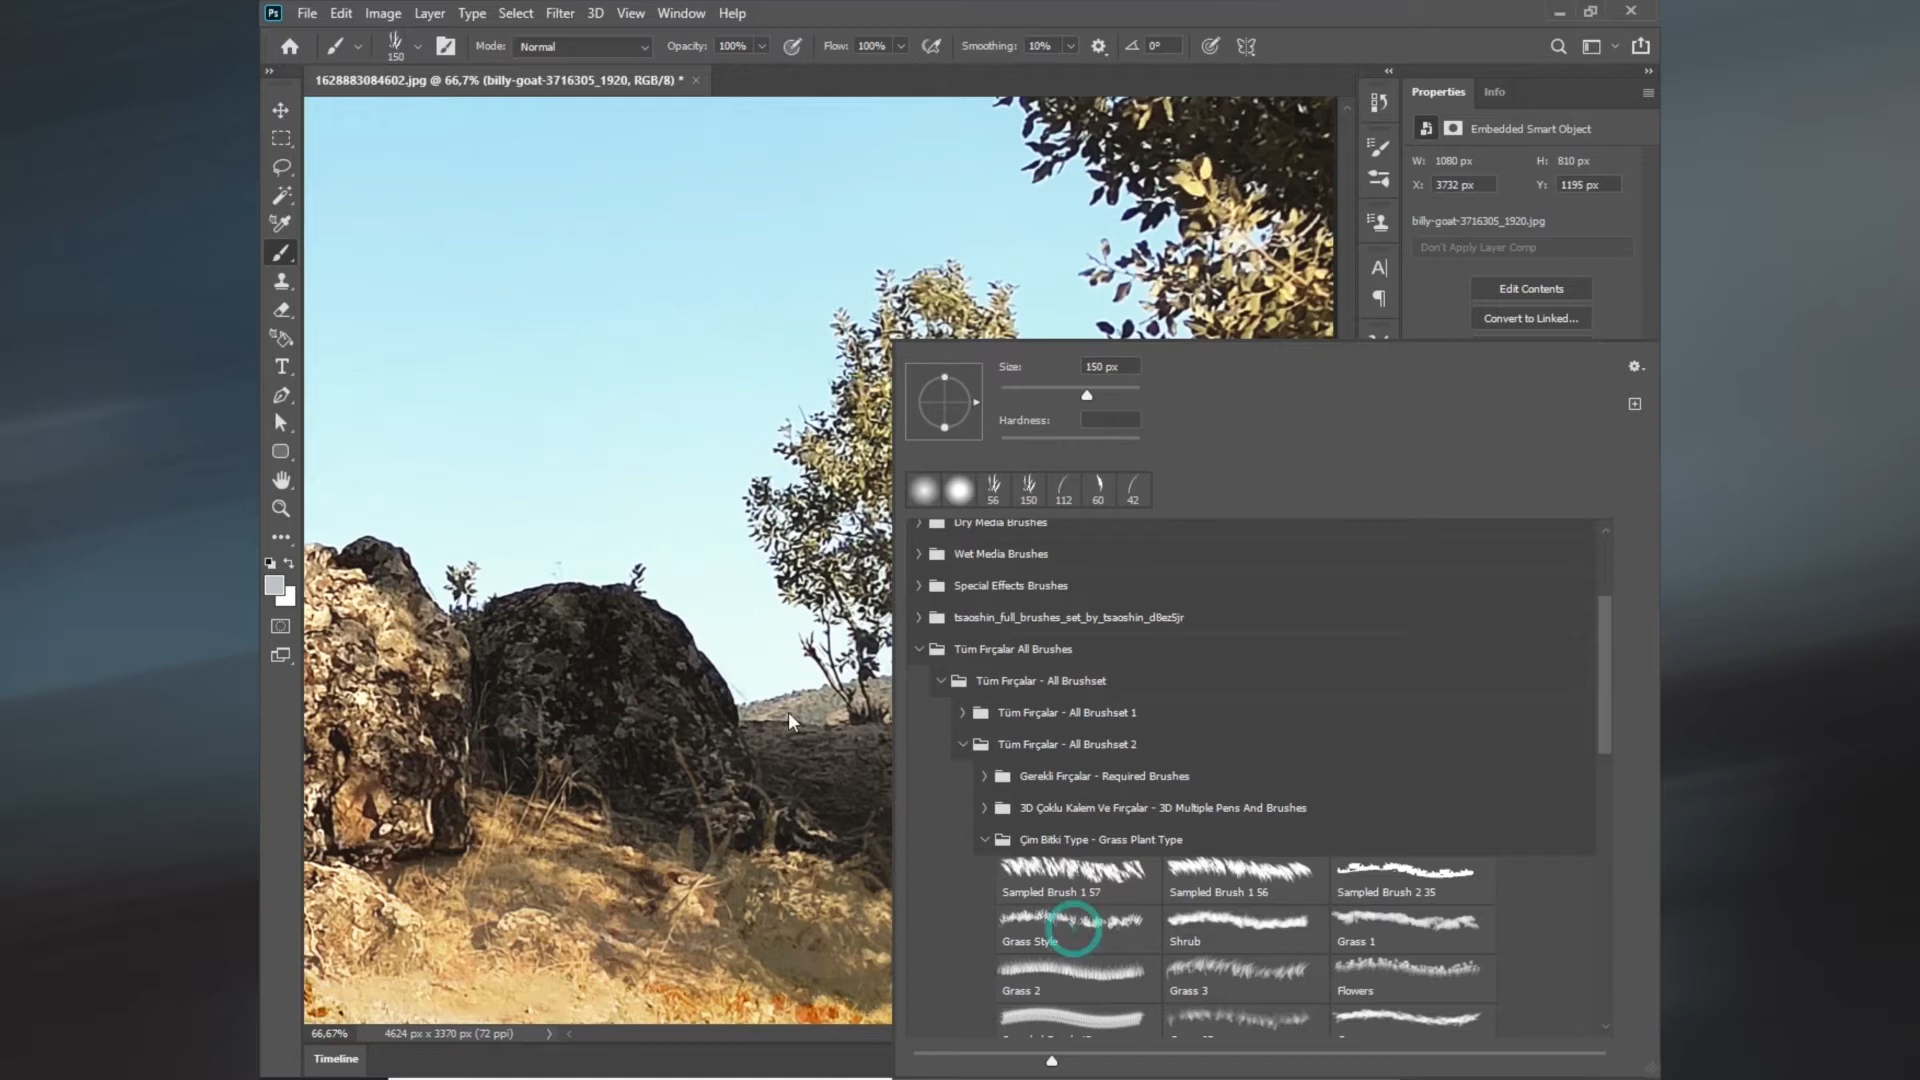 Ps File Edit Image Layer Type Select Filter 3D View Window Help
150 Mode: Normal Opacity: 100% Flow: 100% Smoothing: 10% 0°
1628883084602.jpg @ 66,7% (billy-goat-3716305_1920, RGB/8) * ×
Properties Info
Embedded Smart Object
W: 1080 px H: 810 px
X: 3732 px Y: 1195 px
billy-goat-3716305_1920.jpg
Don't Apply Layer Comp
Edit Contents
Convert to Linked...
Size: 150 px
Hardness:
56 150 112 60 42
Dry Media Brushes
Wet Media Brushes
Special Effects Brushes
tsaoshin_full_brushes_set_by_tsaoshin_d8ez5jr
Tüm Fırçalar All Brushes
Tüm Fırçalar - All Brushset
Tüm Fırçalar - All Brushset 1
Tüm Fırçalar - All Brushset 2
Gerekli Fırçalar - Required Brushes
3D Çoklu Kalem Ve Fırçalar - 3D Multiple Pens And Brushes
Çim Bitki Type - Grass Plant Type
Sampled Brush 1 57 Sampled Brush 1 56 Sampled Brush 2 35
Grass Style Shrub Grass 1
Grass 2 Grass 3 Flowers
66,67% 4624 px x 3370 px (72 ppi)
Timeline